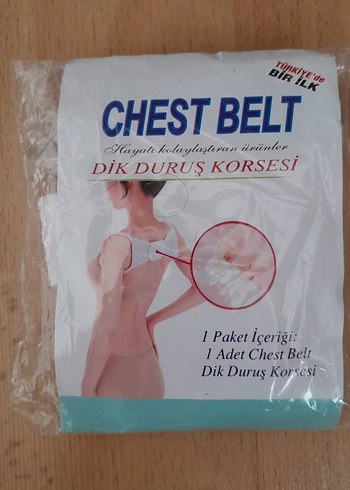 TÜRKİYE'de
BİR İLK
CHEST BELT
Hayatı kolaylaştıran ürünler
DİK DURUŞ KORSESİ
1 Paket İçeriği:
1 Adet Chest Belt
Dik Duruş Korsesi